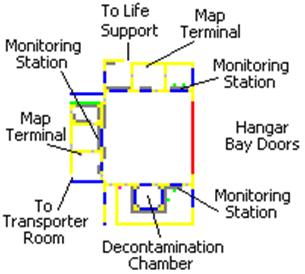 To Life
Support
Map
Terminal
Monitoring
Station
Monitoring
Station
Map
Terminal
Hangar
Bay Doors
To
Transporter
Room
Monitoring
Station
Decontamination
Chamber